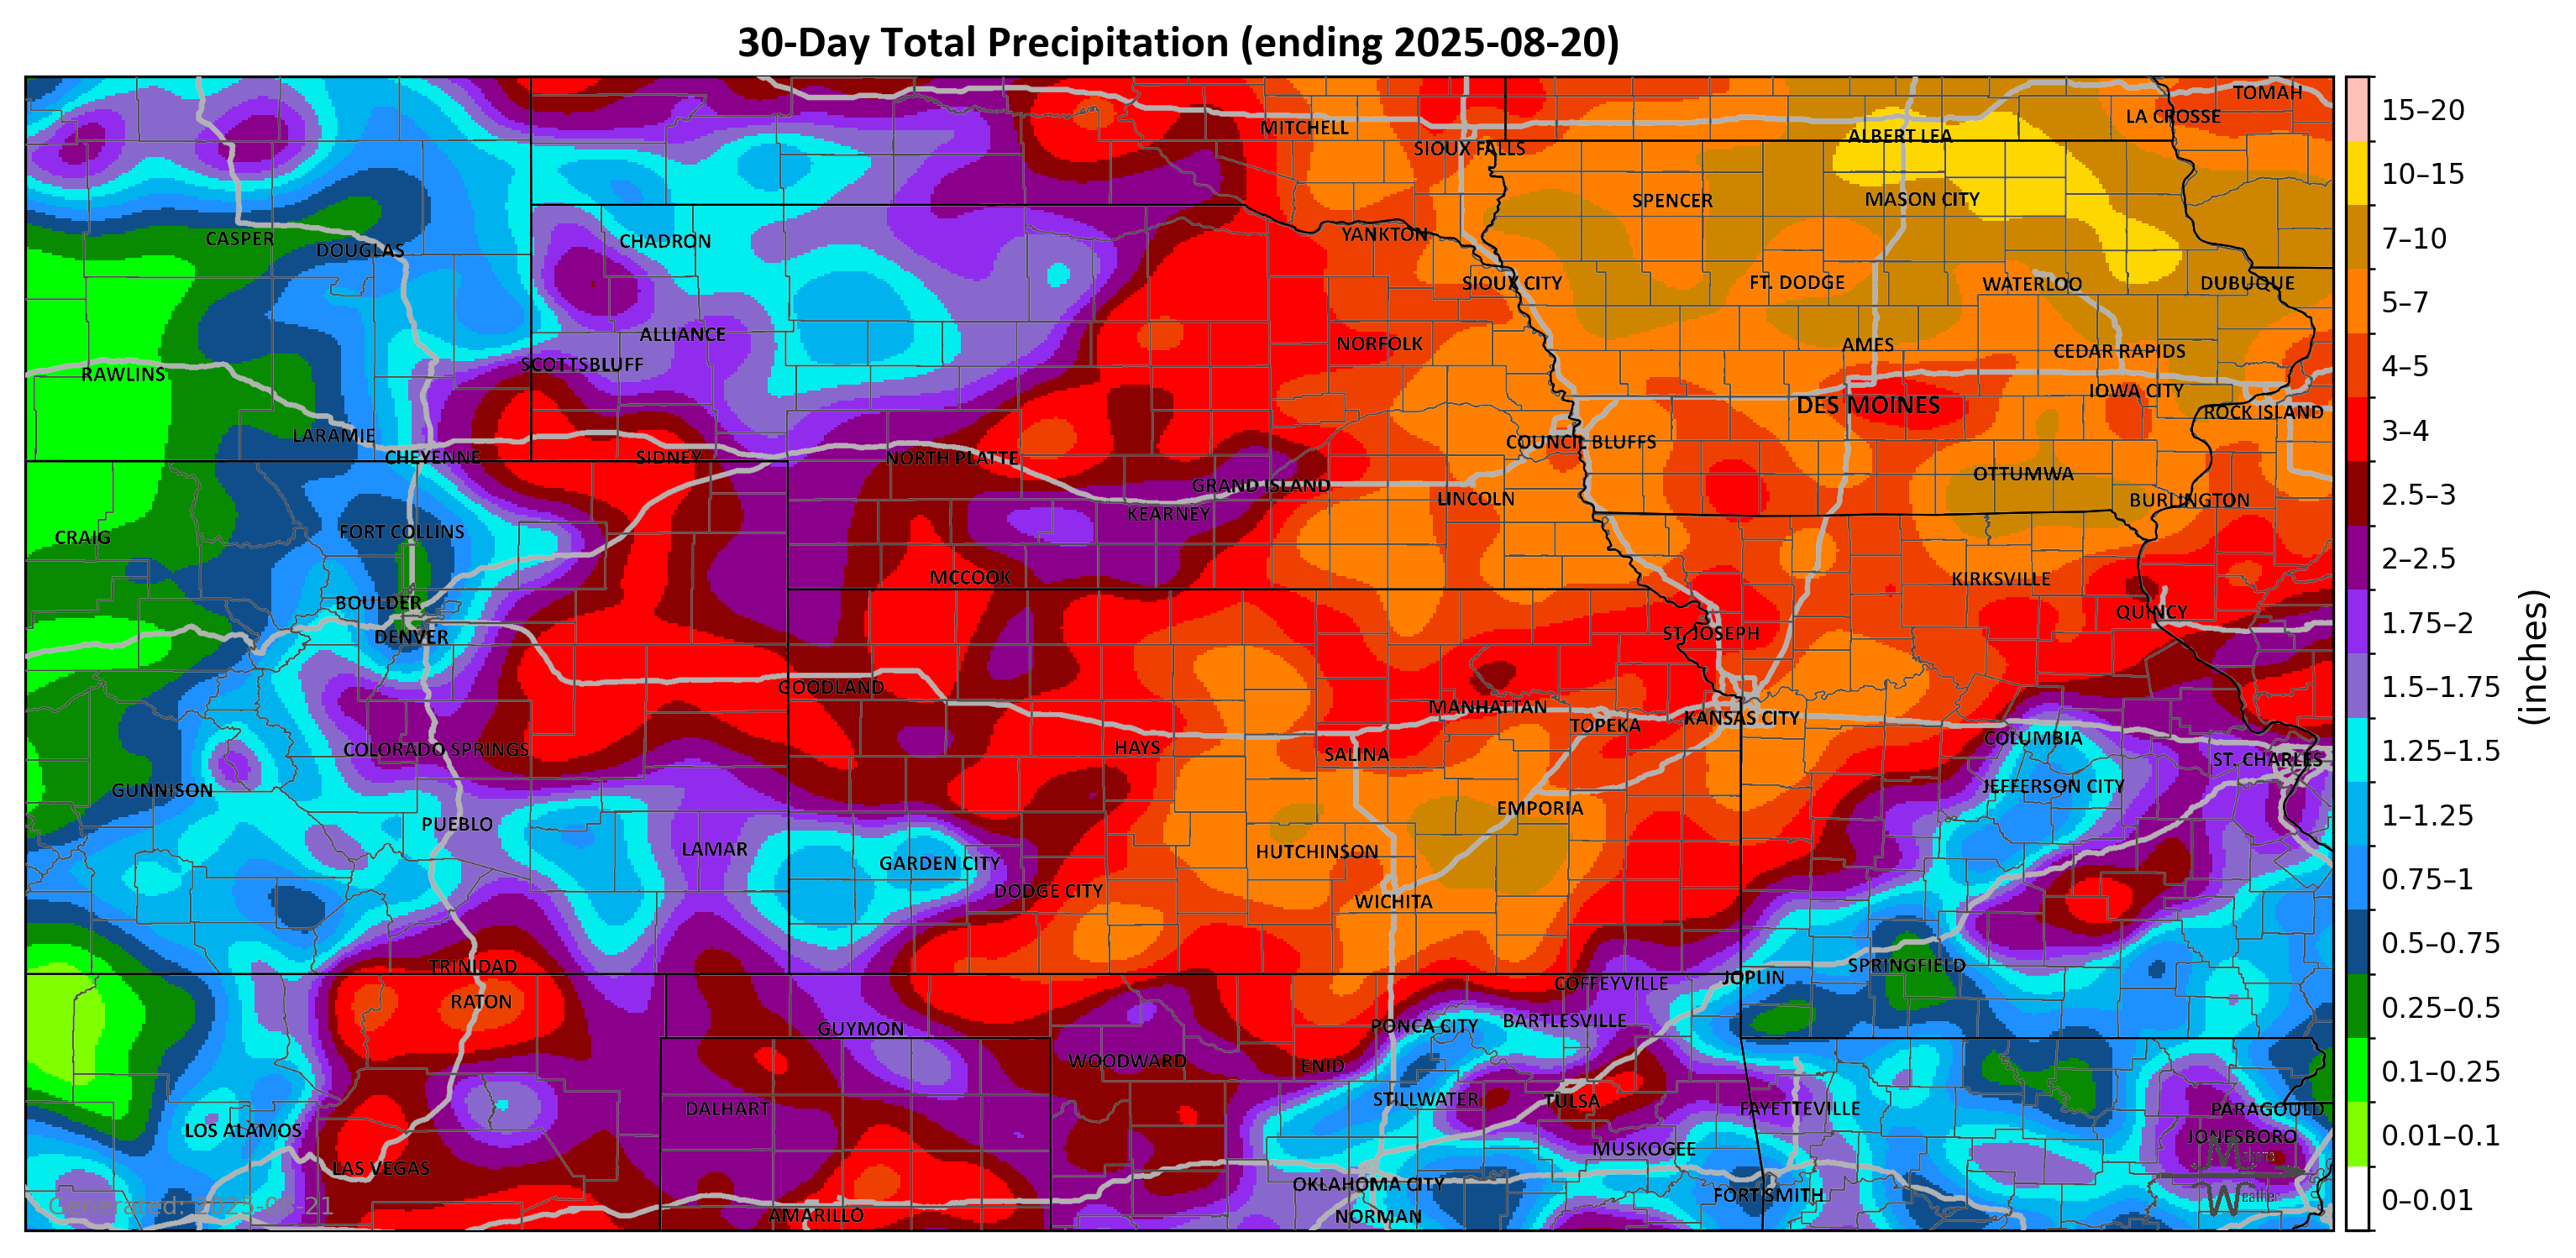 30-Day Total Precipitation (ending 2025-08-20)
TOMAH
LA CROSSE
MITCHELL
ALBERT LEA
SIOUX FALLS
SPENCER
MASON CITY
YANKTON
CASPER
CHADRON
DOUGLAS
SIOUX CITY
FT. DODGE
WATERLOO
DUBUQUE
ALLIANCE
NORFOLK
AMES
CEDAR RAPIDS
SCOTTSBLUFF
RAWLINS
IOWA CITY
DES MOINES
ROCK ISLAND
LARAMIE
COUNCIL BLUFFS
CHEYENNE
SIDNEY
NORTH PLATTE
OTTUMWA
GRAND ISLAND
LINCOLN
BURLINGTON
KEARNEY
FORT COLLINS
CRAIG
MCCOOK
KIRKSVILLE
BOULDER
QUINCY
DENVER
ST. JOSEPH
GOODLAND
MANHATTAN
KANSAS CITY
TOPEKA
COLUMBIA
COLORADO SPRINGS
HAYS
SALINA
ST. CHARLES
GUNNISON
JEFFERSON CITY
EMPORIA
PUEBLO
LAMAR
HUTCHINSON
GARDEN CITY
DODGE CITY
WICHITA
TRINIDAD
SPRINGFIELD
JOPLIN
COFFEYVILLE
RATON
BARTLESVILLE
PONCA CITY
GUYMON
WOODWARD
ENID
STILLWATER
TULSA
DALHART
FAYETTEVILLE
PARAGOULD
LOS ALAMOS
JONESBORO
MUSKOGEE
LAS VEGAS
OKLAHOMA CITY
FORT SMITH
AMARILLO
NORMAN
Generated: 2025-08-21
Weather
15–20
10–15
7–10
5–7
4–5
3–4
2.5–3
2–2.5
1.75–2
1.5–1.75
1.25–1.5
1–1.25
0.75–1
0.5–0.75
0.25–0.5
0.1–0.25
0.01–0.1
0–0.01
(inches)